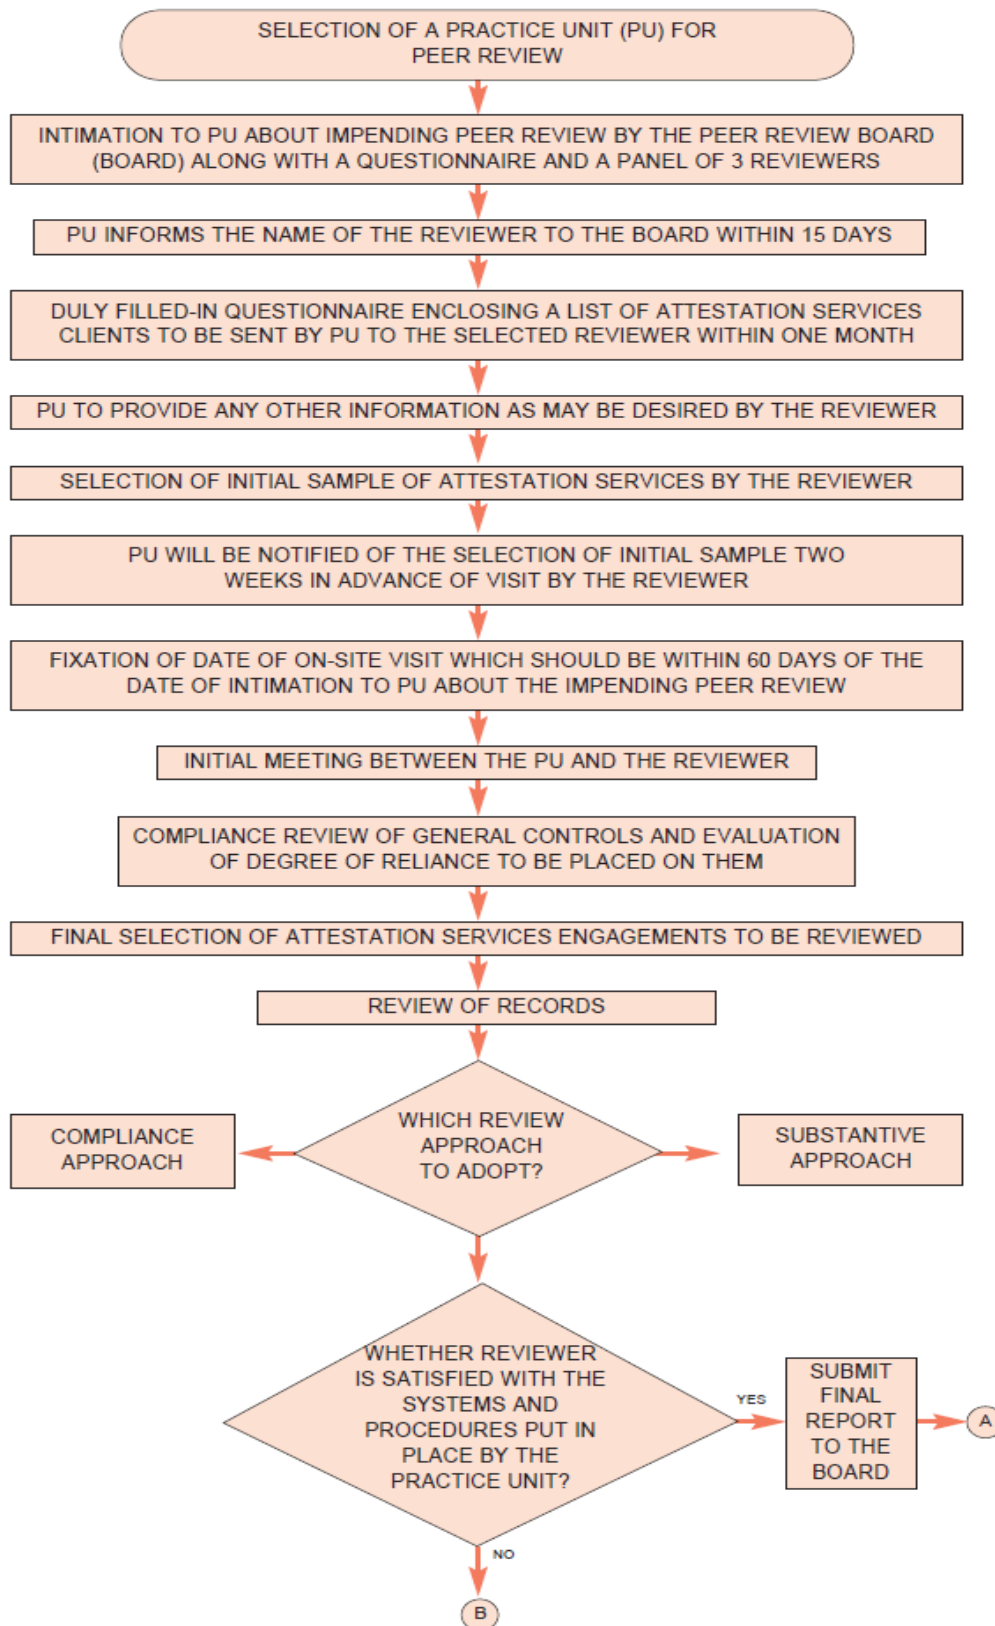 SELECTION OF A PRACTICE UNIT (PU) FOR
PEER REVIEW
INTIMATION TO PU ABOUT IMPENDING PEER REVIEW BY THE PEER REVIEW BOARD
(BOARD) ALONG WITH A QUESTIONNAIRE AND A PANEL OF 3 REVIEWERS
PU INFORMS THE NAME OF THE REVIEWER TO THE BOARD WITHIN 15 DAYS
DULY FILLED-IN QUESTIONNAIRE ENCLOSING A LIST OF ATTESTATION SERVICES
CLIENTS TO BE SENT BY PU TO THE SELECTED REVIEWER WITHIN ONE MONTH
PU TO PROVIDE ANY OTHER INFORMATION AS MAY BE DESIRED BY THE REVIEWER
SELECTION OF INITIAL SAMPLE OF ATTESTATION SERVICES BY THE REVIEWER
PU WILL BE NOTIFIED OF THE SELECTION OF INITIAL SAMPLE TWO
WEEKS IN ADVANCE OF VISIT BY THE REVIEWER
FIXATION OF DATE OF ON-SITE VISIT WHICH SHOULD BE WITHIN 60 DAYS OF THE
DATE OF INTIMATION TO PU ABOUT THE IMPENDING PEER REVIEW
INITIAL MEETING BETWEEN THE PU AND THE REVIEWER
COMPLIANCE REVIEW OF GENERAL CONTROLS AND EVALUATION
OF DEGREE OF RELIANCE TO BE PLACED ON THEM
FINAL SELECTION OF ATTESTATION SERVICES ENGAGEMENTS TO BE REVIEWED
REVIEW OF RECORDS
WHICH REVIEW
APPROACH
TO ADOPT?
COMPLIANCE
APPROACH
SUBSTANTIVE
APPROACH
WHETHER REVIEWER
IS SATISFIED WITH THE
SYSTEMS AND
PROCEDURES PUT IN
PLACE BY THE
PRACTICE UNIT?
YES
SUBMIT
FINAL
REPORT
TO THE
BOARD
A
NO
B